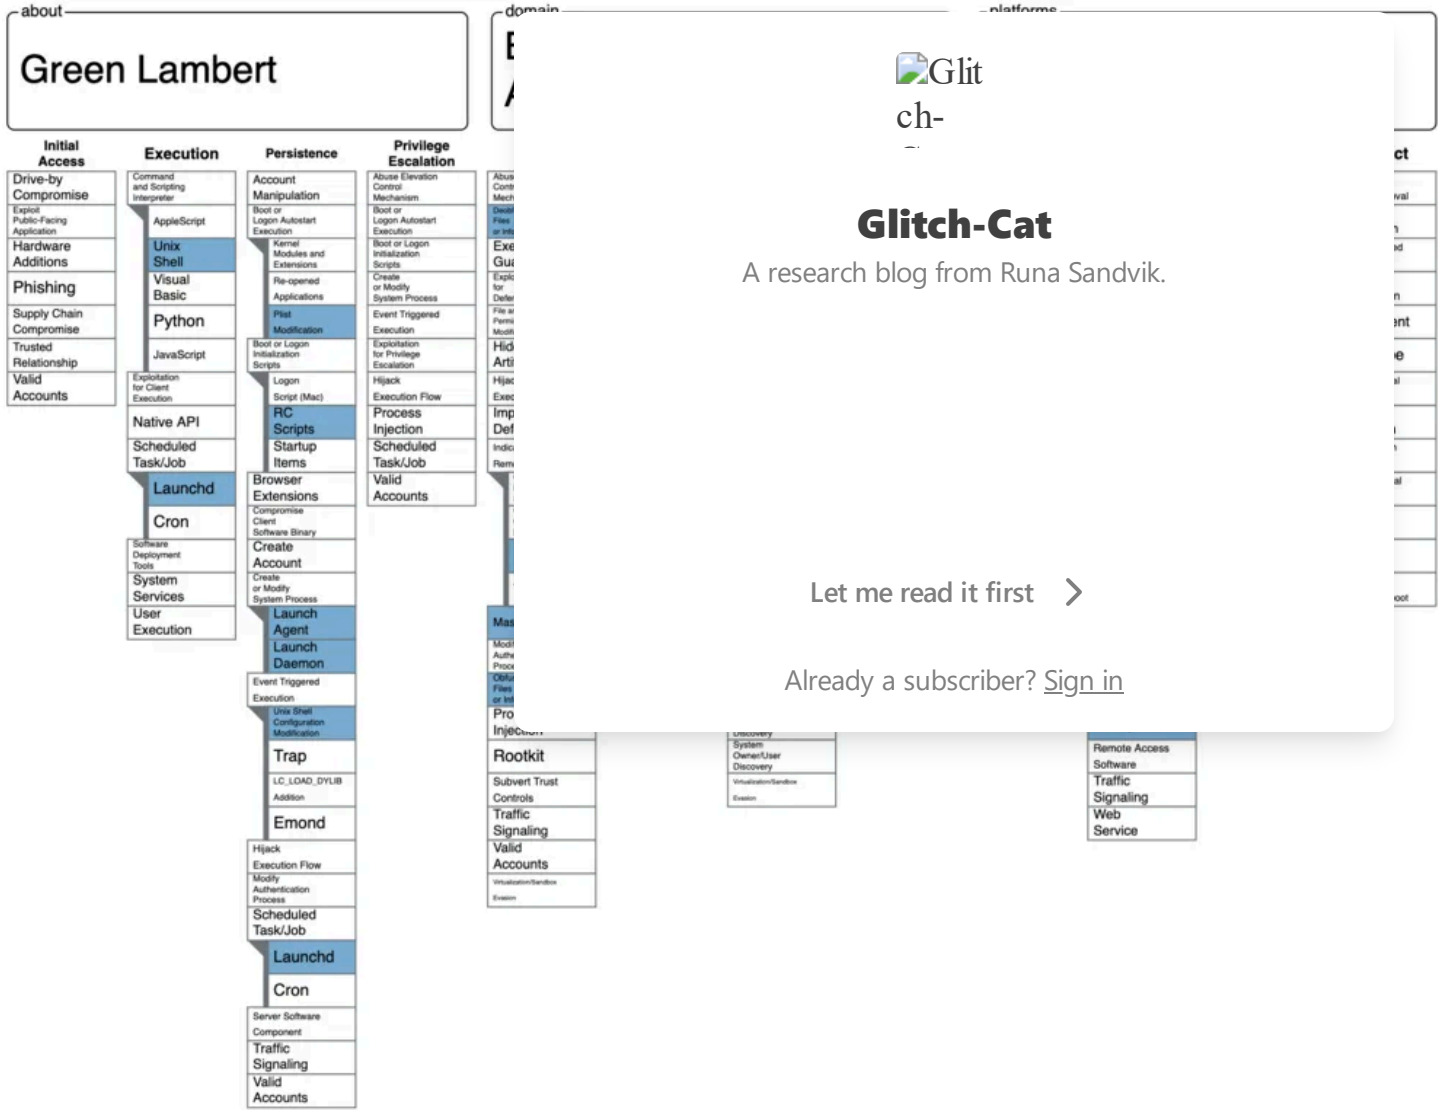 about
Green Lambert
domain
platforms
Initial
Access
Drive-by
Compromise
Exploit
Public-Facing
Application
Hardware
Additions
Phishing
Supply Chain
Compromise
Trusted
Relationship
Valid
Accounts
Execution
Command
and Scripting
Interpreter
AppleScript
Unix
Shell
Visual
Basic
Python
JavaScript
Exploitation
for Client
Execution
Native API
Scheduled
Task/Job
Launchd
Cron
Software
Deployment
Tools
System
Services
User
Execution
Persistence
Account
Manipulation
Boot or
Logon Autostart
Execution
Kernel
Modules and
Extensions
Re-opened
Applications
Plist
Modification
Boot or Logon
Initialization
Scripts
Logon
Script (Mac)
RC
Scripts
Startup
Items
Browser
Extensions
Compromise
Client
Software Binary
Create
Account
Create
or Modify
System Process
Launch
Agent
Launch
Daemon
Event Triggered
Execution
Unix Shell
Configuration
Modification
Trap
LC_LOAD_DYLIB
Addition
Emond
Hijack
Execution Flow
Modify
Authentication
Process
Scheduled
Task/Job
Launchd
Cron
Server Software
Component
Traffic
Signaling
Valid
Accounts
Privilege
Escalation
Abuse Elevation
Control
Mechanism
Boot or
Logon Autostart
Execution
Boot or Logon
Initialization
Scripts
Create
or Modify
System Process
Event Triggered
Execution
Exploitation
for Privilege
Escalation
Hijack
Execution Flow
Process
Injection
Scheduled
Task/Job
Valid
Accounts
Files
for
Files
Injection
Rootkit
Subvert Trust
Controls
Traffic
Signaling
Valid
Accounts
Virtualization/Sandbox
Evasion
Glit
ch-
Glitch-Cat
A research blog from Runa Sandvik.
Let me read it first
Already a subscriber? Sign in
Discovery
System
Owner/User
Discovery
Virtualization/Sandbox
Evasion
Remote Access
Software
Traffic
Signaling
Web
Service